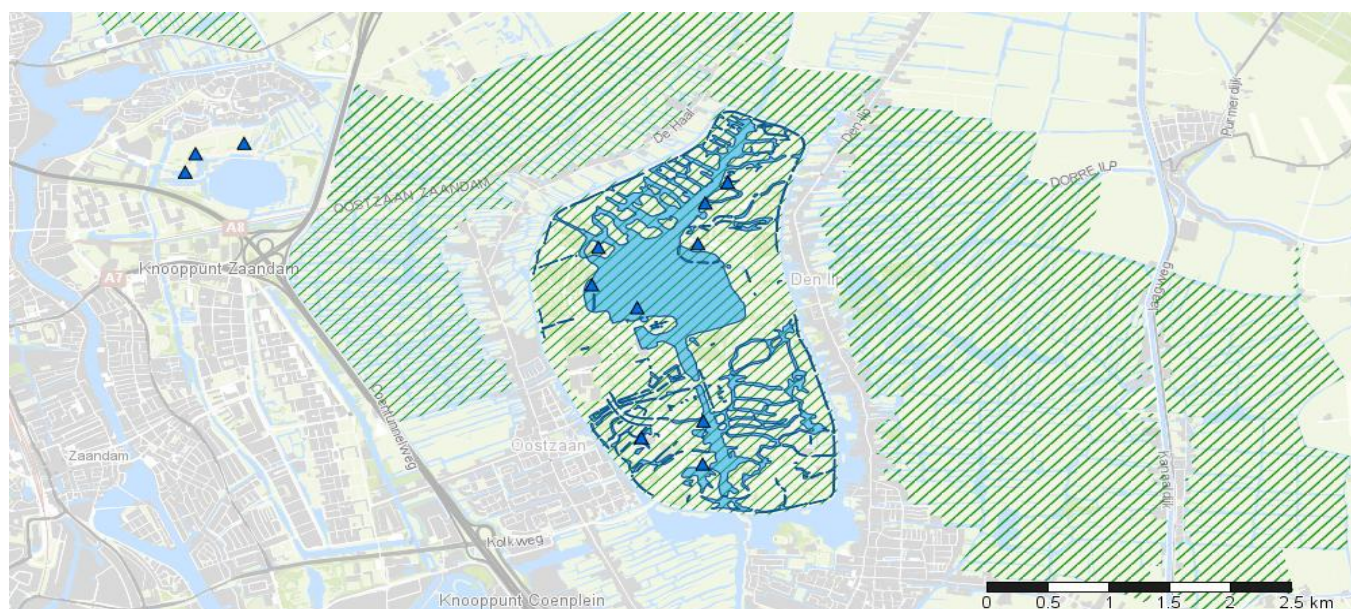 Purmerdijk
De Haal
Den Ilp
OOSTZAAN ZAANDAM
DORRE ILP
A8
Knooppunt Zaandam
A7
Den Ilp
Jaagweg
Coentunnelweg
Oostzaan
Zaandam
Kanaaldijk
Kolkweg
Knooppunt Coenplein
0 0.5 1 1.5 2 2.5 km